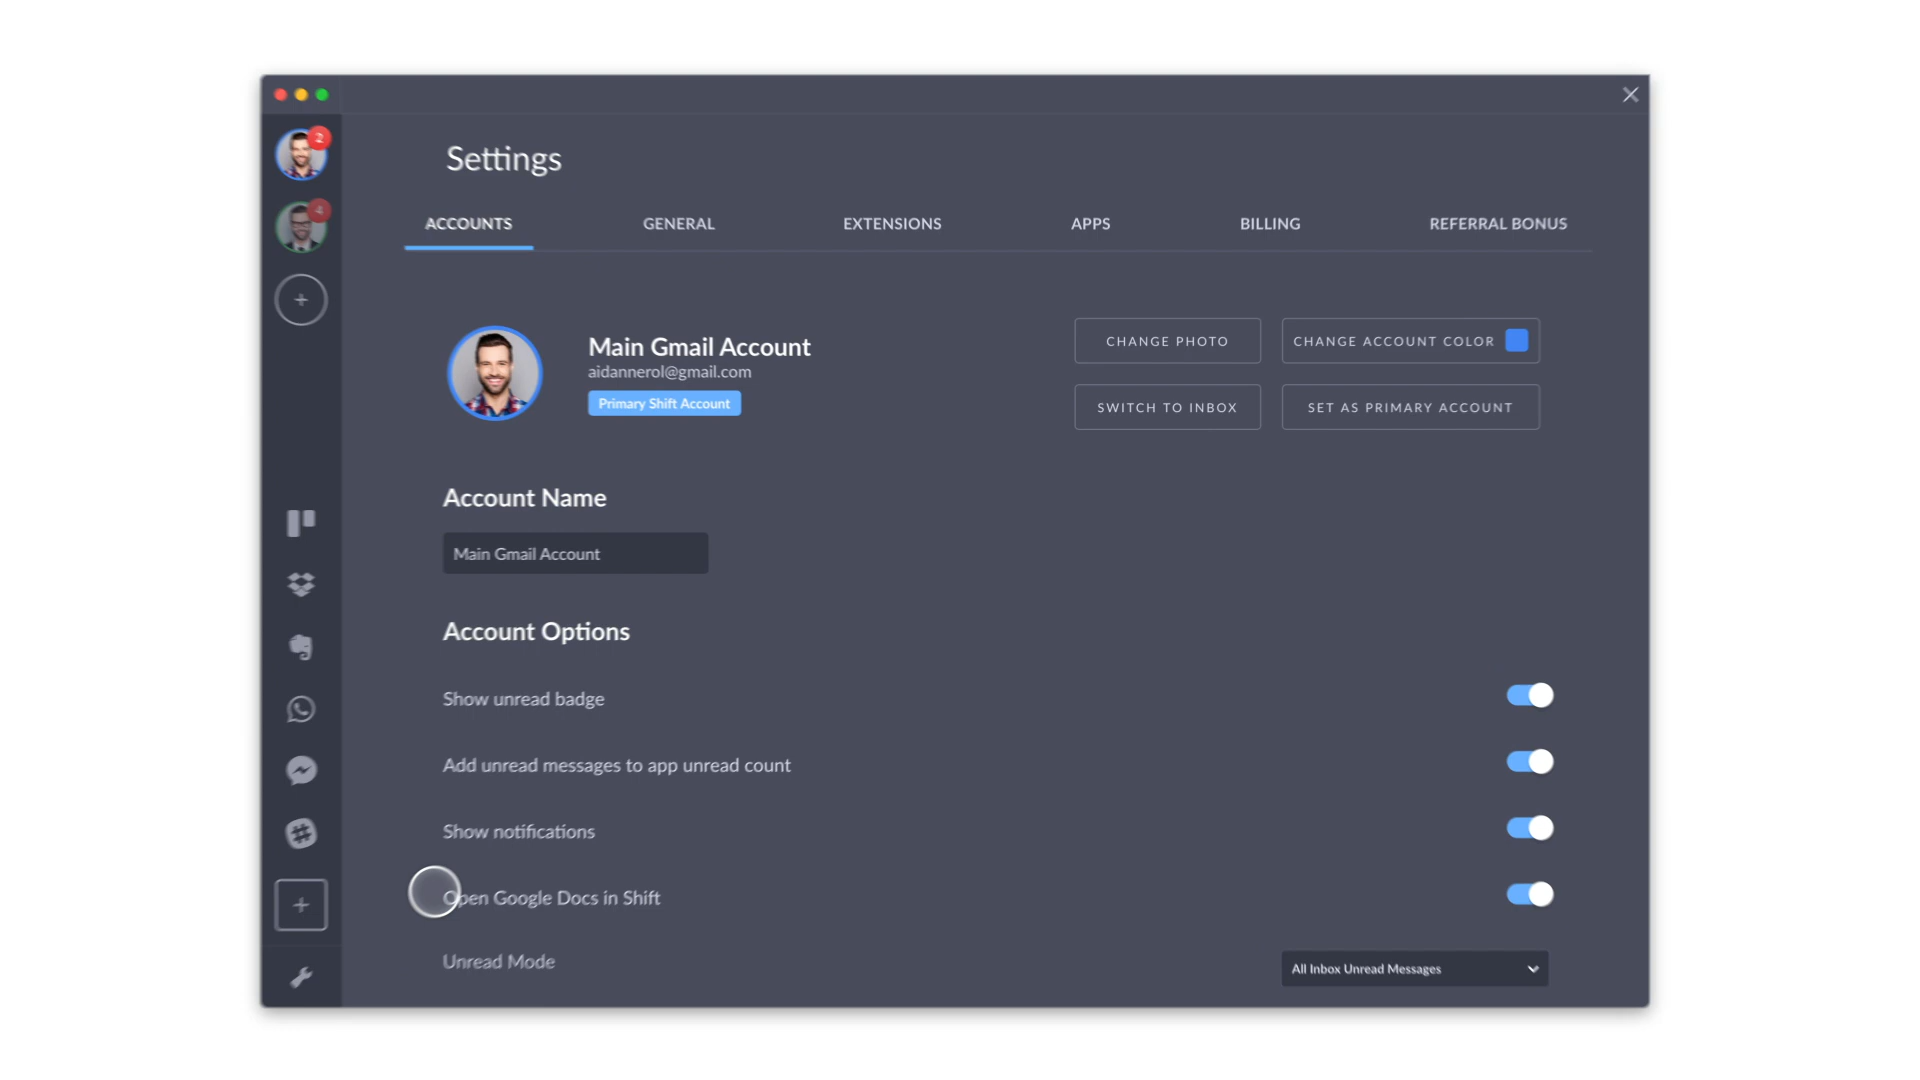 2
4
Settings
ACCOUNTS GENERAL EXTENSIONS APPS BILLING REFERRAL BONUS
Main Gmail Account
aidannerol@gmail.com
Primary Shift Account
CHANGE PHOTO CHANGE ACCOUNT COLOR
SWITCH TO INBOX SET AS PRIMARY ACCOUNT
Account Name
Main Gmail Account
Account Options
Show unread badge
Add unread messages to app unread count
Show notifications
Open Google Docs in Shift
Unread Mode All Inbox Unread Messages